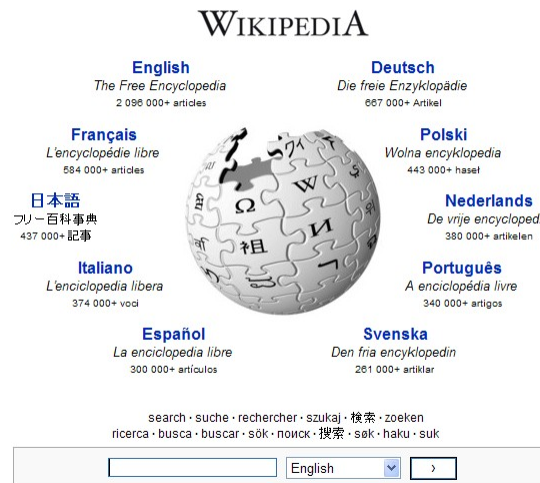 WIKIPEDIA
English
The Free Encyclopedia
2 096 000+ articles
Deutsch
Die freie Enzyklopädie
667 000+ Artikel
Français
L'encyclopédie libre
584 000+ articles
Polski
Wolna encyklopedia
443 000+ haseł
日本語
フリー百科事典
437 000+ 記事
Nederlands
De vrije encycloped
380 000+ artikelen
Italiano
L'enciclopedia libera
374 000+ voci
Português
A enciclopédia livre
340 000+ artigos
Español
La enciclopedia libre
300 000+ artículos
Svenska
Den fria encyklopedin
261 000+ artiklar
Ω W
祖 И
search · suche · rechercher · szukaj · 検索 · zoeken
ricerca · busca · buscar · sök · поиск · 搜索 · søk · haku · suk
English
›